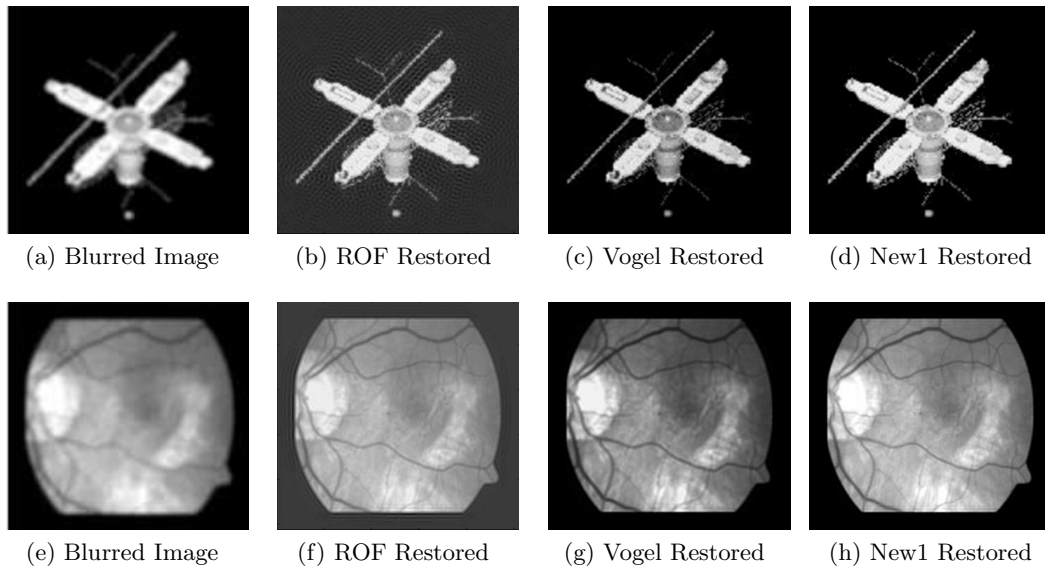 (a) Blurred Image
(b) ROF Restored
(c) Vogel Restored
(d) New1 Restored
(e) Blurred Image
(f) ROF Restored
(g) Vogel Restored
(h) New1 Restored